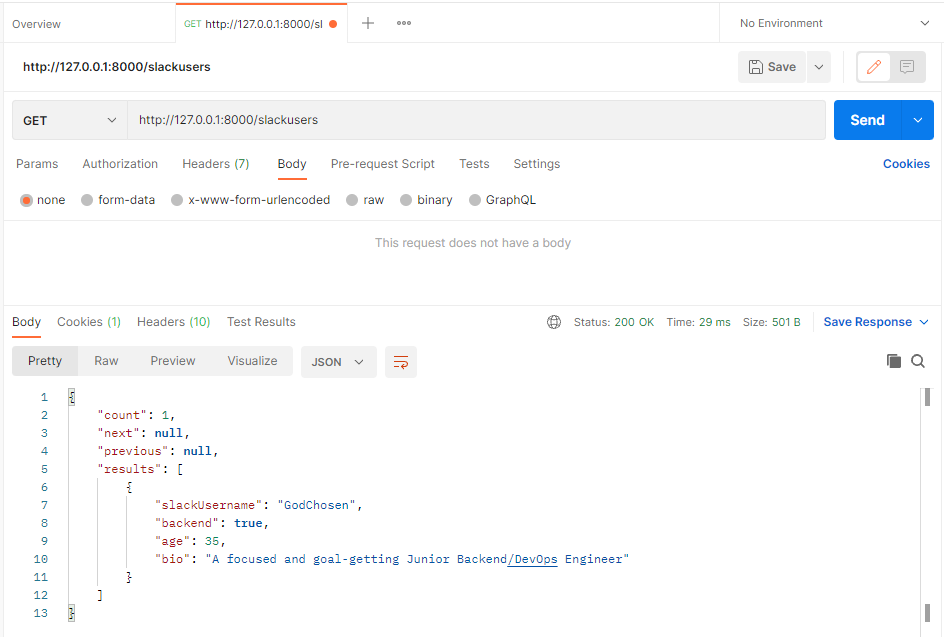 Overview GET http://127.0.0.1:8000/sl No Environment
http://127.0.0.1:8000/slackusers Save
GET http://127.0.0.1:8000/slackusers Send
Params Authorization Headers (7) Body Pre-request Script Tests Settings Cookies
none form-data x-www-form-urlencoded raw binary GraphQL
This request does not have a body
Body Cookies (1) Headers (10) Test Results Status: 200 OK Time: 29 ms Size: 501 B Save Response
Pretty Raw Preview Visualize JSON
1 {
2 "count": 1,
3 "next": null,
4 "previous": null,
5 "results": [
6 {
7 "slackUsername": "GodChosen",
8 "backend": true,
9 "age": 35,
10 "bio": "A focused and goal-getting Junior Backend/DevOps Engineer"
11 }
12 ]
13 }